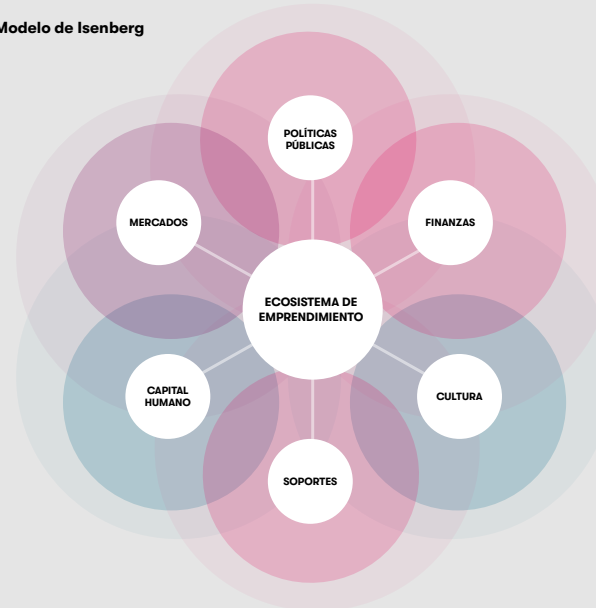 Modelo de Isenberg
POLÍTICAS
PÚBLICAS
MERCADOS
FINANZAS
ECOSISTEMA DE
EMPRENDIMIENTO
CAPITAL
HUMANO
CULTURA
SOPORTES